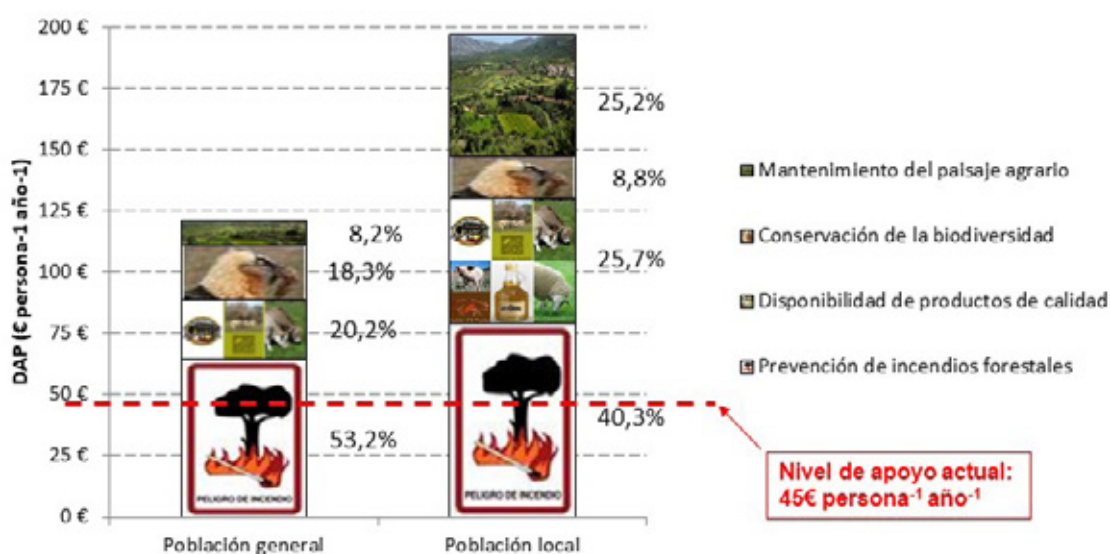 200 €
175 €
150 €
125 €
100 €
75 €
50 €
25 €
0 €
DAP (€ persona-1 año-1)
8,2%
18,3%
20,2%
53,2%
PELIGRO DE INCENDIO
25,2%
8,8%
25,7%
40,3%
PELIGRO DE INCENDIO
Población general
Población local
Mantenimiento del paisaje agrario
Conservación de la biodiversidad
Disponibilidad de productos de calidad
Prevención de incendios forestales
Nivel de apoyo actual:
45€ persona⁻¹ año⁻¹